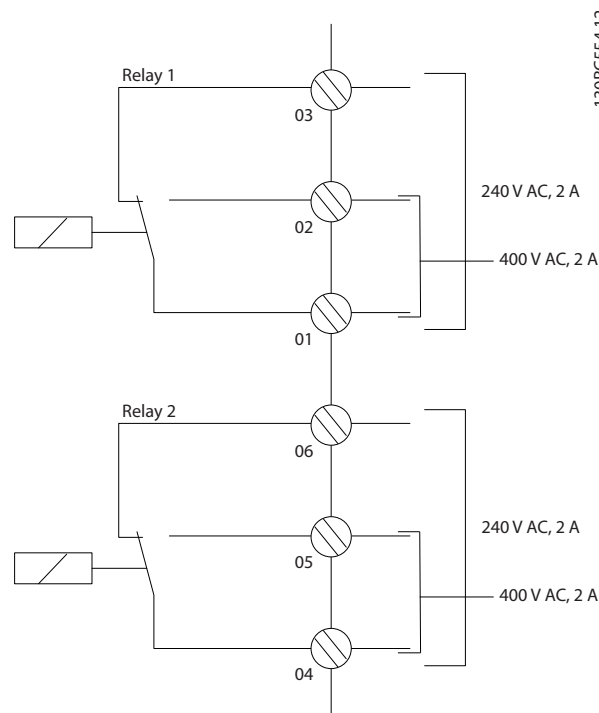 Relay 1
03
240 V AC, 2 A
02
400 V AC, 2 A
01
Relay 2
06
240 V AC, 2 A
05
400 V AC, 2 A
04